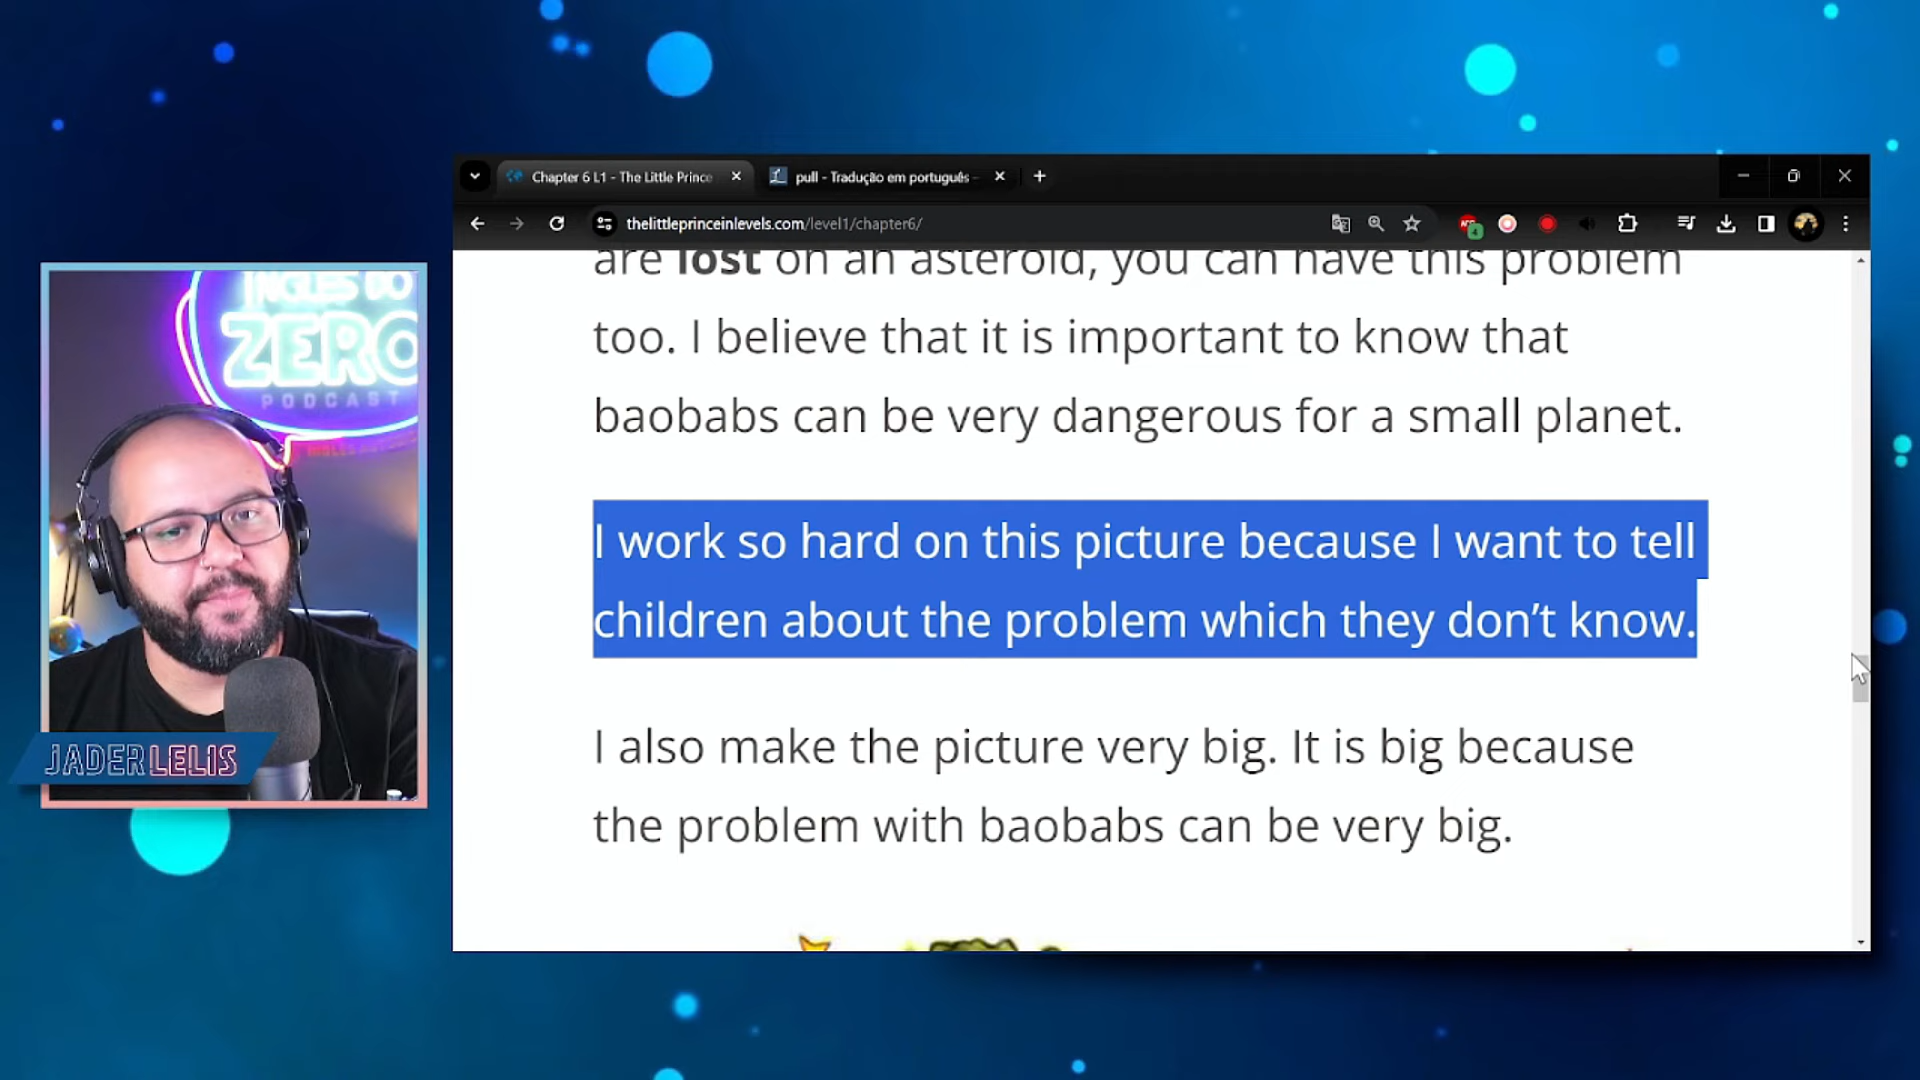 Chapter 6 L1 - The Little Prince
pull - Tradução em português
thelittleprinceinlevels.com/level1/chapter6/
are lost on an asteroid, you can have this problem
too. I believe that it is important to know that
baobabs can be very dangerous for a small planet.
I work so hard on this picture because I want to tell
children about the problem which they don't know.
I also make the picture very big. It is big because
the problem with baobabs can be very big.
INGLÊS DO
ZERO
PODCAST
JADERLELIS